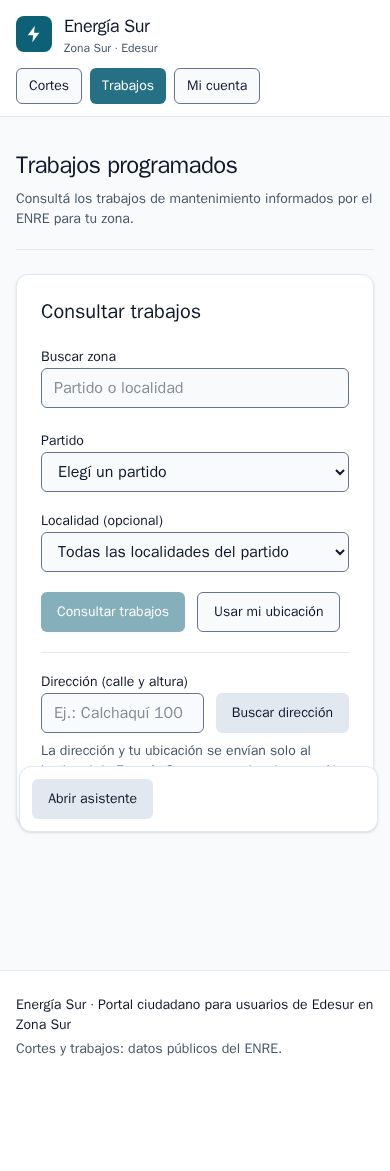 Energía Sur
Zona Sur · Edesur
Cortes
Trabajos
Mi cuenta
Trabajos programados
Consultá los trabajos de mantenimiento informados por el
ENRE para tu zona.
Consultar trabajos
Buscar zona
Partido o localidad
Partido
Elegí un partido
Localidad (opcional)
Todas las localidades del partido
Consultar trabajos
Usar mi ubicación
Dirección (calle y altura)
Ej.: Calchaquí 100
Buscar dirección
La dirección y tu ubicación se envían solo al
Abrir asistente
Energía Sur · Portal ciudadano para usuarios de Edesur en
Zona Sur
Cortes y trabajos: datos públicos del ENRE.